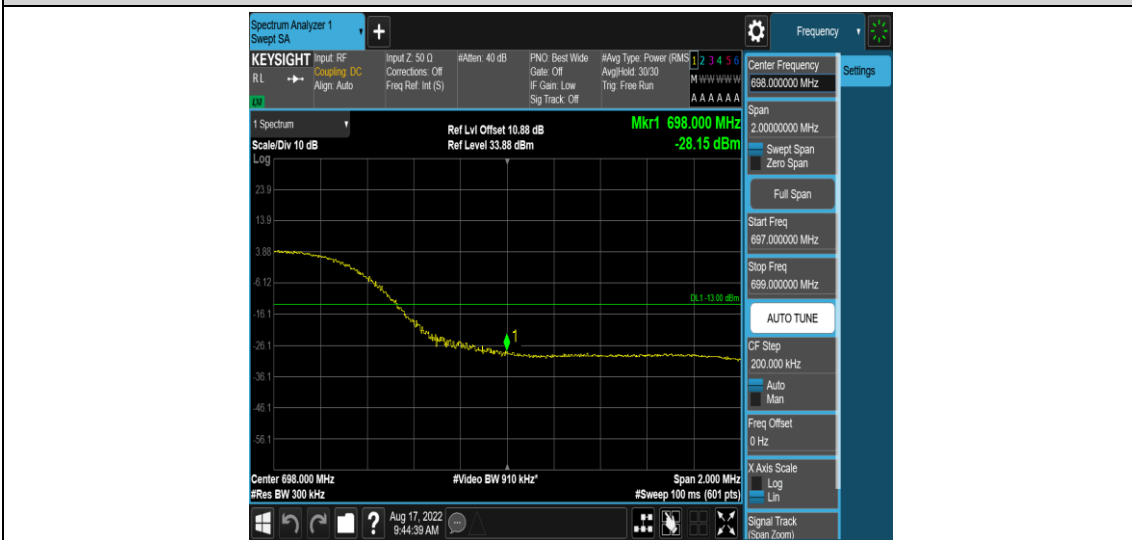 Spectrum Analyzer 1
Swept SA
Frequency
KEYSIGHT
RL
LXI
Input: RF
Coupling: DC
Align: Auto
Input Z: 50 Ω
Corrections: Off
Freq Ref: Int (S)
#Atten: 40 dB
PNO: Best Wide
Gate: Off
IF Gain: Low
Sig Track: Off
#Avg Type: Power (RMS
Avg|Hold: 30/30
Trig: Free Run
1 2 3 4 5 6
M W W W W W
A A A A A A
1 Spectrum
Scale/Div 10 dB
Ref Lvl Offset 10.88 dB
Ref Level 33.88 dBm
Mkr1 698.000 MHz
-28.15 dBm
Log
23.9
13.9
3.88
-6.12
-16.1
-26.1
-36.1
-46.1
-56.1
DL1 -13.00 dBm
1
Center 698.000 MHz
#Res BW 300 kHz
#Video BW 910 kHz*
Span 2.000 MHz
#Sweep 100 ms (601 pts)
Aug 17, 2022
9:44:39 AM
Center Frequency
698.000000 MHz
Settings
Span
2.00000000 MHz
Swept Span
Zero Span
Full Span
Start Freq
697.000000 MHz
Stop Freq
699.000000 MHz
AUTO TUNE
CF Step
200.000 kHz
Auto
Man
Freq Offset
0 Hz
X Axis Scale
Log
Lin
Signal Track
(Span Zoom)